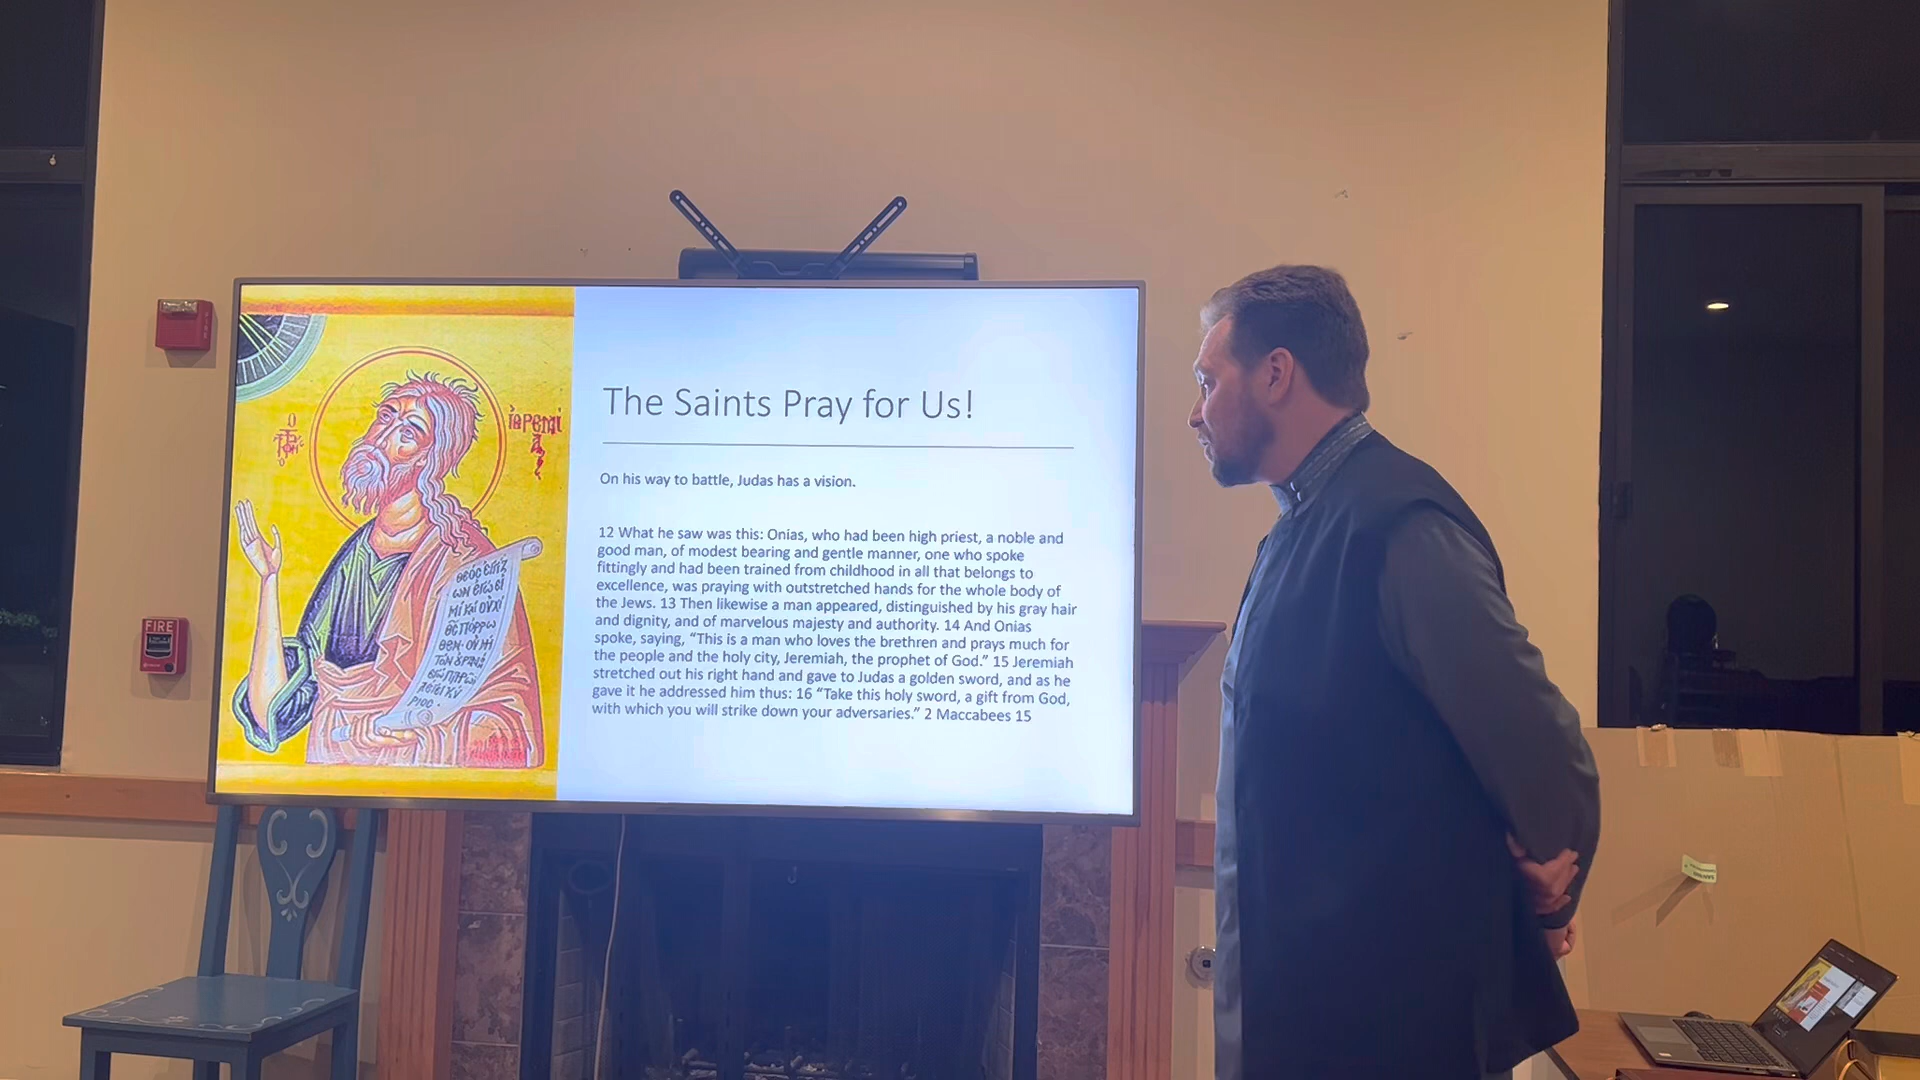 The Saints Pray for Us!
On his way to battle, Judas has a vision.
12 What he saw was this: Onias, who had been high priest, a noble and
good man, of modest bearing and gentle manner, one who spoke
fittingly and had been trained from childhood in all that belongs to
excellence, was praying with outstretched hands for the whole body of
the Jews. 13 Then likewise a man appeared, distinguished by his gray hair
and dignity, and of marvelous majesty and authority. 14 And Onias
spoke, saying, “This is a man who loves the brethren and prays much for
the people and the holy city, Jeremiah, the prophet of God.” 15 Jeremiah
stretched out his right hand and gave to Judas a golden sword, and as he
gave it he addressed him thus: 16 “Take this holy sword, a gift from God,
with which you will strike down your adversaries.” 2 Maccabees 15
FIRE